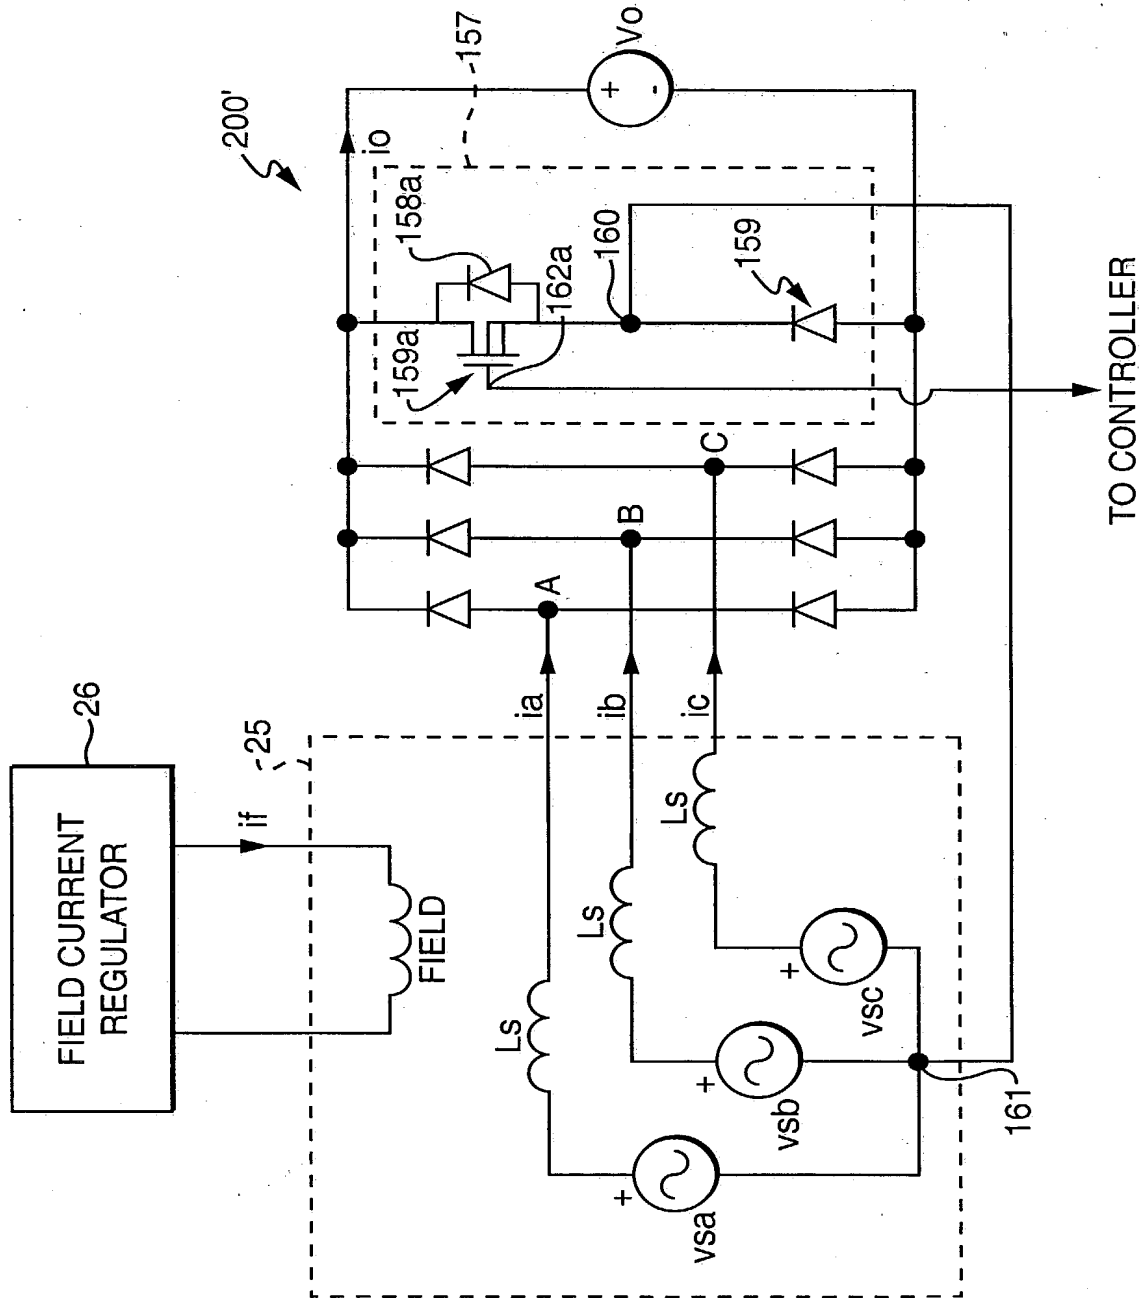 FIELD CURRENT
REGULATOR
26
if
25
FIELD
200'
157
io
158a
159a
162a
160
159
+
-
Vo
A
B
C
ia
ib
ic
Ls
Ls
Ls
+
vsa
+
vsb
+
vsc
161
TO CONTROLLER